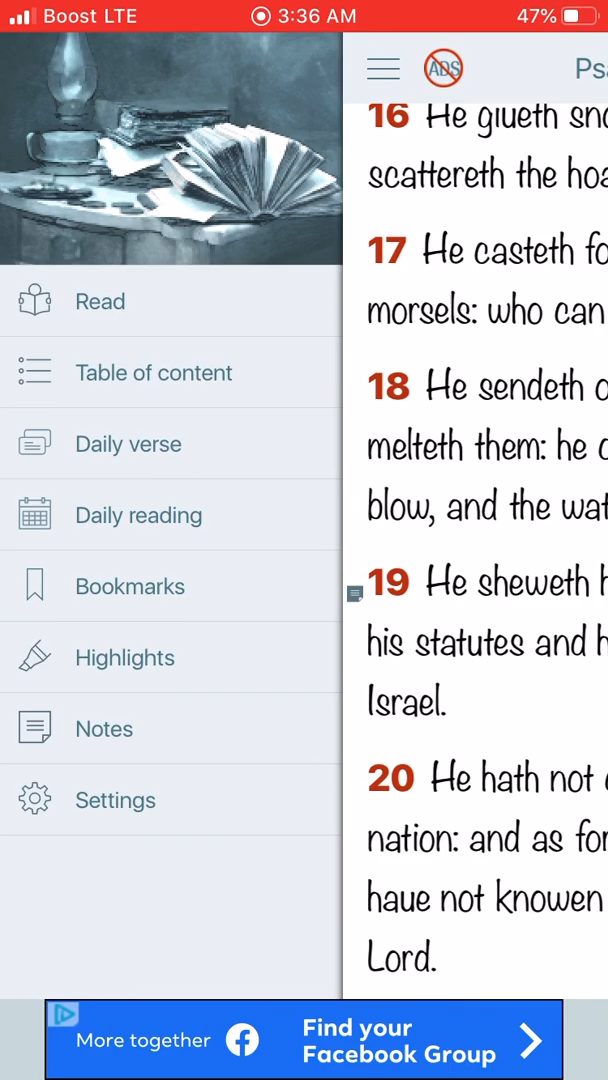 Boost LTE 3:36 AM 47%
ADS
Read
Table of content
Daily verse
Daily reading
Bookmarks
Highlights
Notes
Settings
16 He giueth
scattereth the
17 He casteth
morsels: who can
18 He sendeth
melteth them: he
blow, and the
19 He sheweth
his statutes and
Israel.
20 He hath not
nation: and as
haue not knowen
Lord.
More together
Find your
Facebook Group